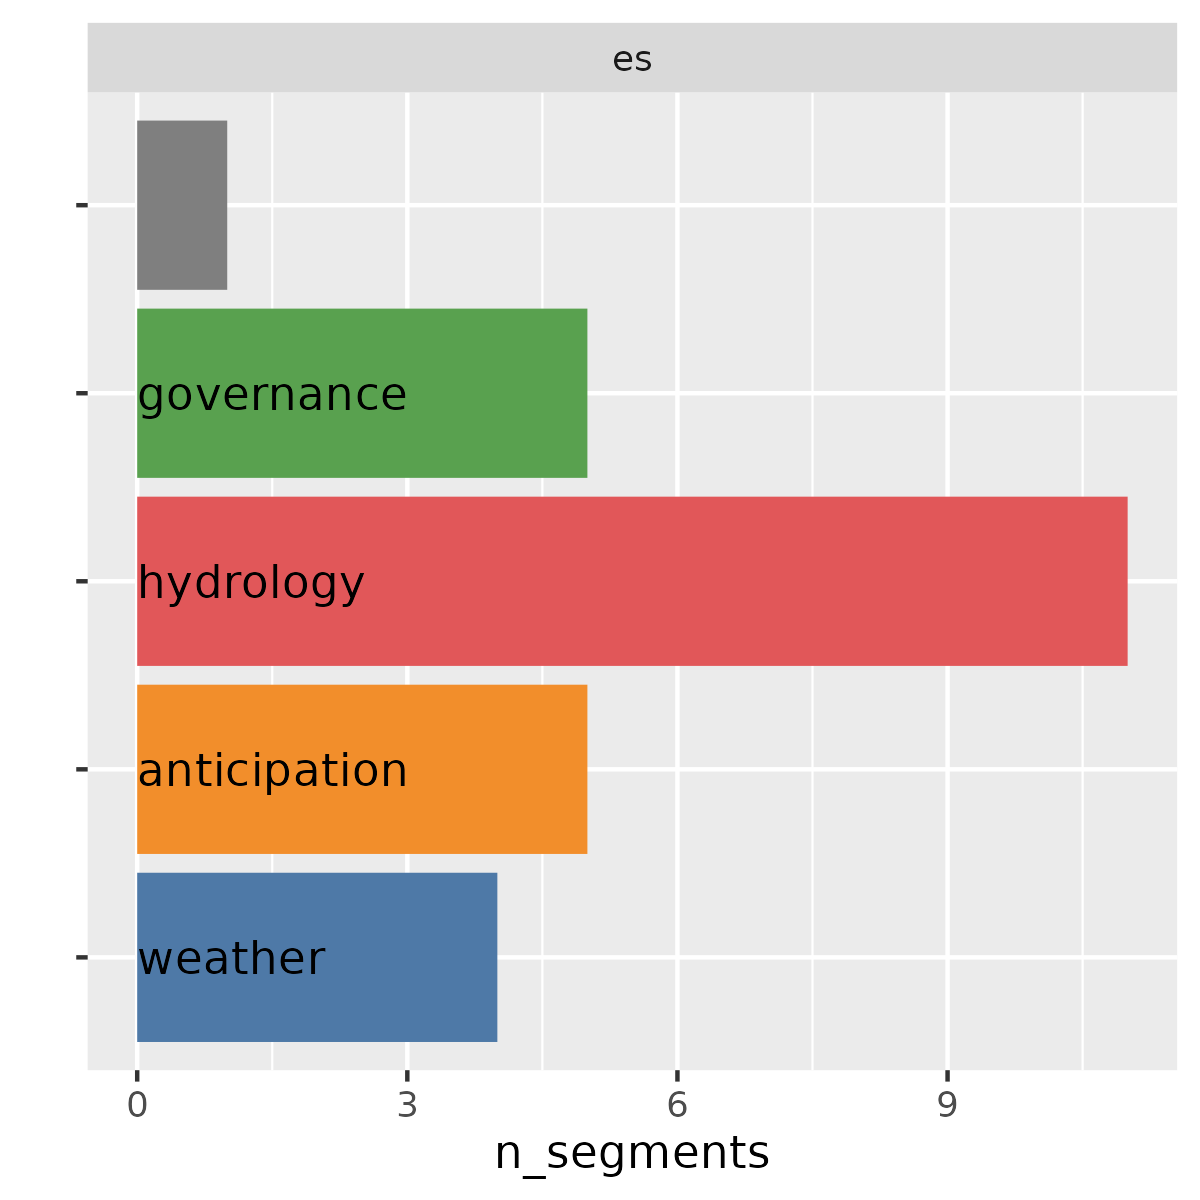 es
governance
hydrology
anticipation
weather
0 3 6 9
n_segments